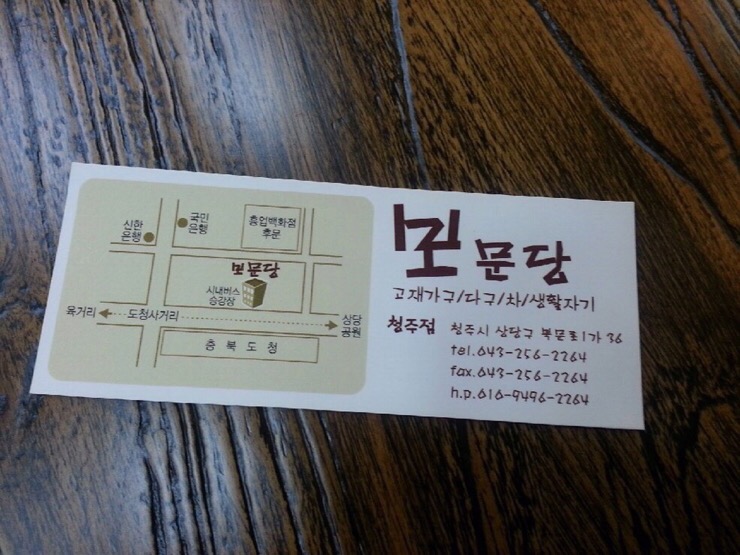 신한
은행
국민
은행
흥업백화점
후문
문당
시내버스
승강장
육거리
도청사거리
상당
공원
충 북 도 청
문당
고재가구/다구/차/생활자기
청주점 청주시 상당구 북문로1가 36
tel.043-256-2264
fax.043-256-2264
h.p.010-9496-2264